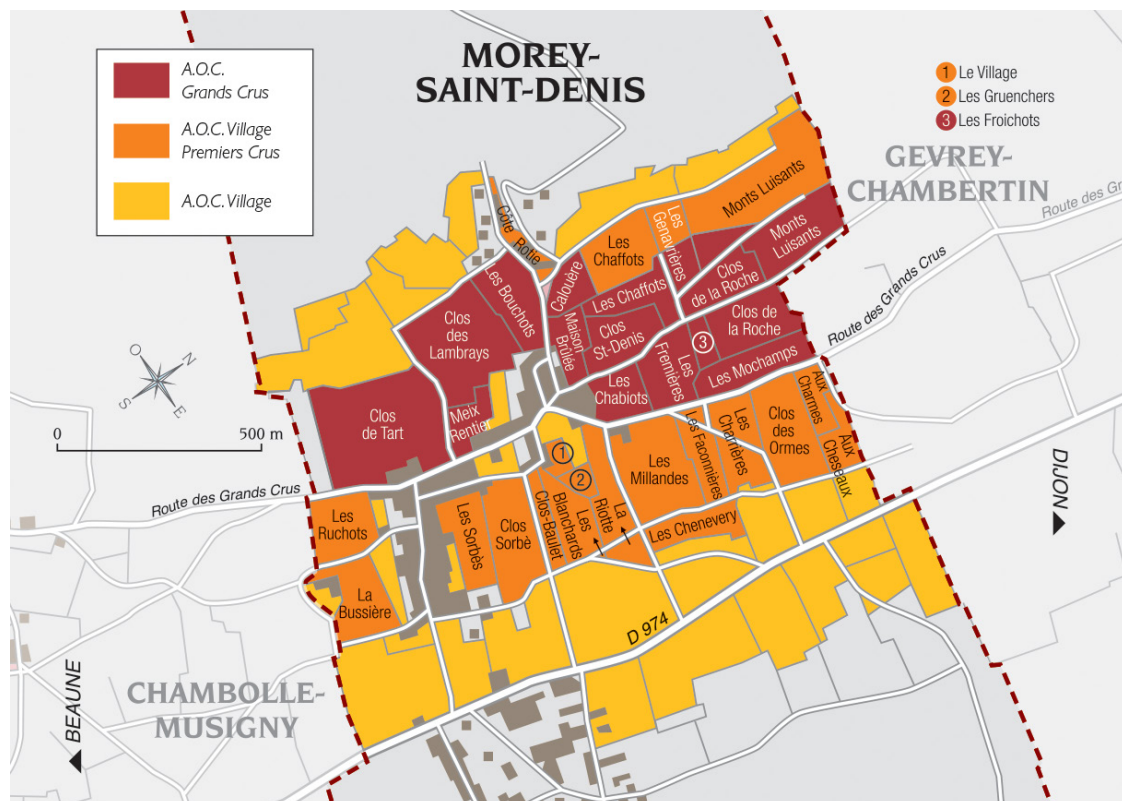 MOREY-
SAINT-DENIS
A.O.C.
Grands Crus
A.O.C. Village
Premiers Crus
A.O.C. Village
1 Le Village
2 Les Gruenchers
3 Les Froichots
GEVREY-
CHAMBERTIN
Route des Grands Crus
Route des Gr
Côte Rotie
Les
Genavrières
Monts Luisants
Les
Chaffots
Monts
Luisants
Calouère
Les Bouchots
Les Chaffots
Clos
de la Roche
Clos
des
Lambrays
Maison
Brûlée
Clos
St-Denis
3
Clos de
la Roche
Les
Fremières
Les Mochamps
Les
Chabiots
O
N
S
E
Clos
de Tart
Meix
Rentier
0
500 m
Aux
Charmes
Les
Charrières
Clos
des
Ormes
Les Faconnières
Aux
Cheseaux
1
2
Les
Millandes
Route des Grands Crus
Les
Ruchots
Les Sorbès
Clos
Sorbè
Clos-Baulet
Les
Blanchards
La
Riotte
Les Chenevery
DIJON
La
Bussière
D 974
CHAMBOLLE-
MUSIGNY
BEAUNE